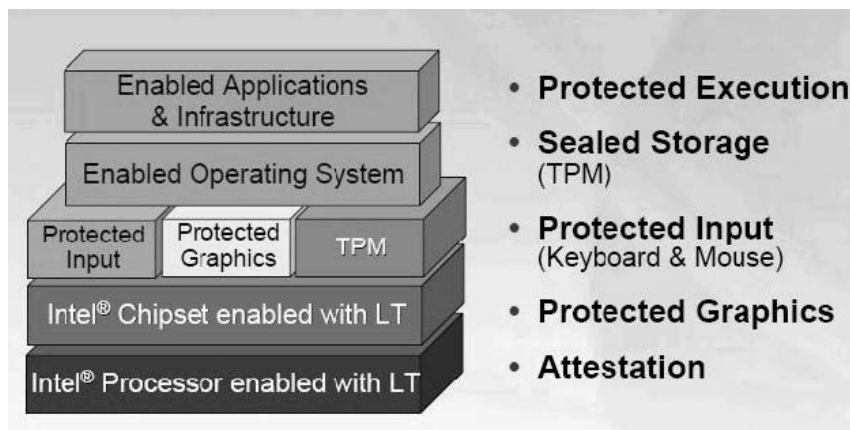 Enabled Applications
& Infrastructure
Enabled Operating System
Protected
Input
Protected
Graphics
TPM
Intel® Chipset enabled with LT
Intel® Processor enabled with LT
• Protected Execution
• Sealed Storage
(TPM)
• Protected Input
(Keyboard & Mouse)
• Protected Graphics
• Attestation